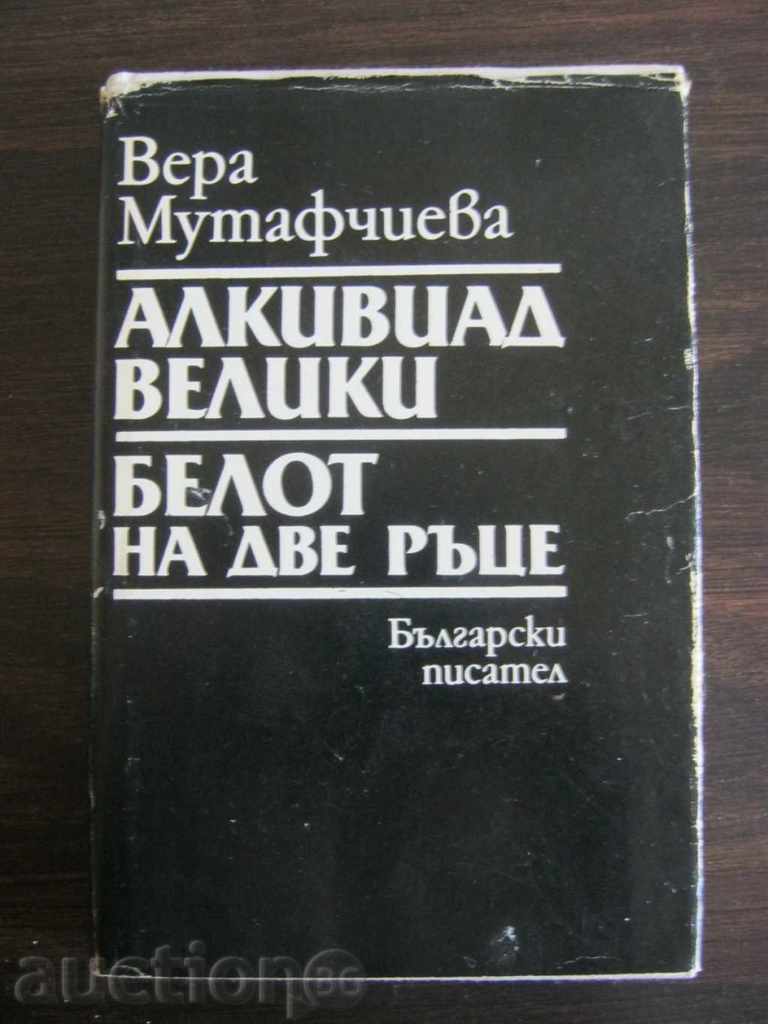 Вера
Мутафчиева
АЛКИВИАД
ВЕЛИКИ
БЕЛОТ
НА ДВЕ РЪЦЕ
Български
писател
auction BG